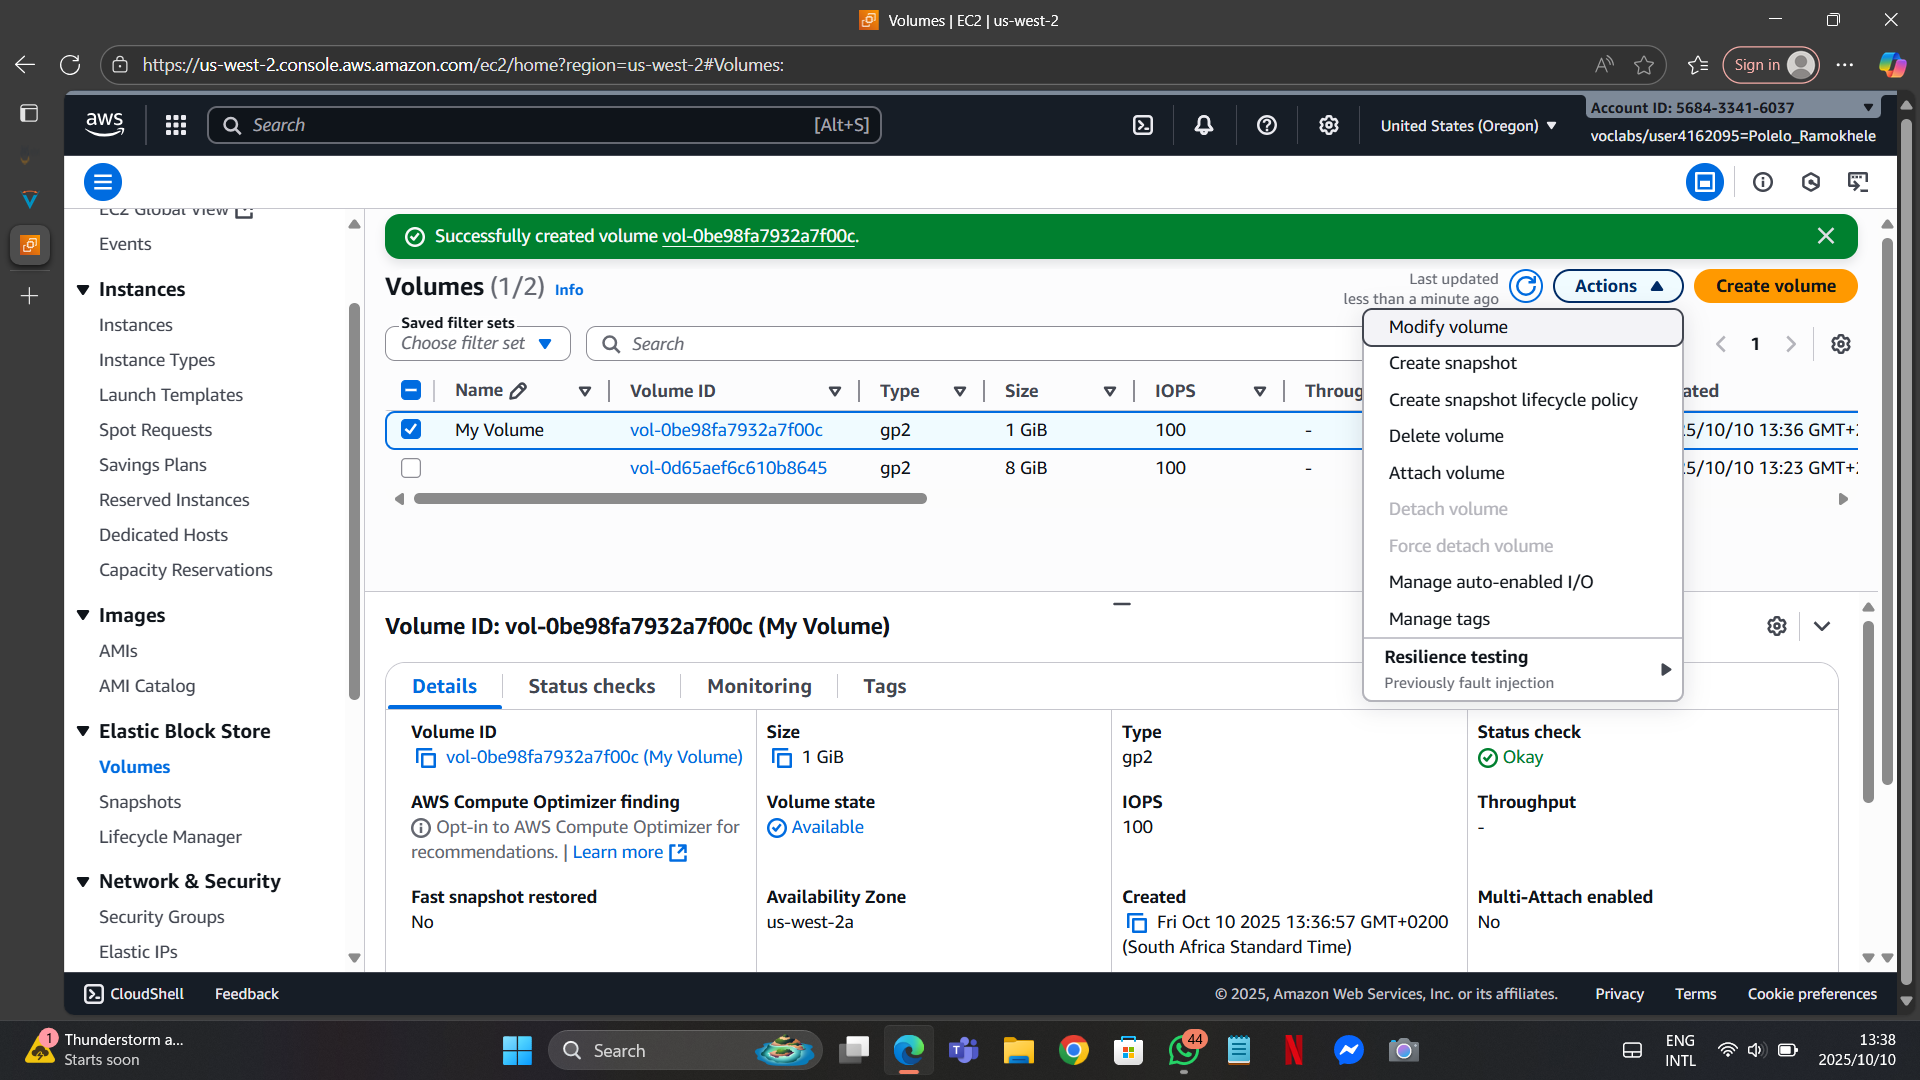 Volumes | EC2 | us-west-2
https://us-west-2.console.aws.amazon.com/ec2/home?region=us-west-2#Volumes:
Sign in
aws
Search
[Alt+S]
United States (Oregon)
Account ID: 5684-3341-6037
voclabs/user4162095=Polelo_Ramokhele
EC2 Global View
Events
Instances
Instances
Instance Types
Launch Templates
Spot Requests
Savings Plans
Reserved Instances
Dedicated Hosts
Capacity Reservations
Images
AMIs
AMI Catalog
Elastic Block Store
Volumes
Snapshots
Lifecycle Manager
Network & Security
Security Groups
Elastic IPs
Successfully created volume vol-0be98fa7932a7f00c.
Volumes (1/2) Info
Last updated
less than a minute ago
Actions
Create volume
Saved filter sets
Choose filter set
Search
1
Name Volume ID Type Size IOPS Throug ated
My Volume vol-0be98fa7932a7f00c gp2 1 GiB 100 - 5/10/10 13:36 GMT+2
vol-0d65aef6c610b8645 gp2 8 GiB 100 - 5/10/10 13:23 GMT+2
Modify volume
Create snapshot
Create snapshot lifecycle policy
Delete volume
Attach volume
Detach volume
Force detach volume
Manage auto-enabled I/O
Manage tags
Resilience testing
Previously fault injection
Volume ID: vol-0be98fa7932a7f00c (My Volume)
Details
Status checks
Monitoring
Tags
Volume ID
vol-0be98fa7932a7f00c (My Volume)
Size
1 GiB
Type
gp2
Status check
Okay
AWS Compute Optimizer finding
Opt-in to AWS Compute Optimizer for
recommendations. | Learn more
Volume state
Available
IOPS
100
Throughput
-
Fast snapshot restored
No
Availability Zone
us-west-2a
Created
Fri Oct 10 2025 13:36:57 GMT+0200
(South Africa Standard Time)
Multi-Attach enabled
No
CloudShell
Feedback
© 2025, Amazon Web Services, Inc. or its affiliates.
Privacy
Terms
Cookie preferences
1
Thunderstorm a...
Starts soon
Search
44
ENG
INTL
13:38
2025/10/10